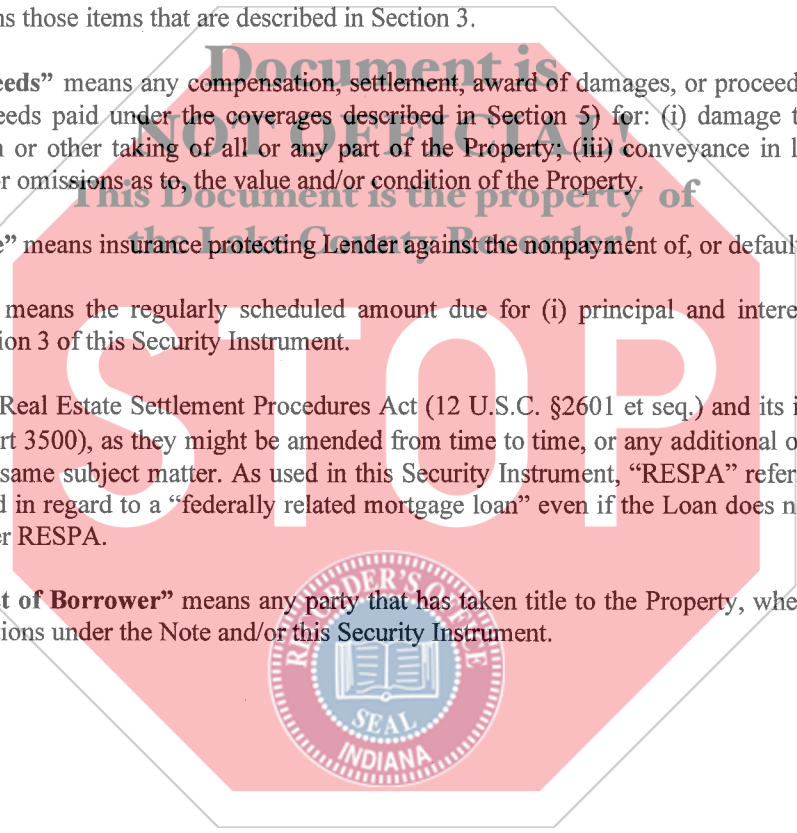 ns those items that are described in Section 3.
Document is
eeds” means any compensation, settlement, award of damages, or proceed
eeds paid under the coverages described in Section 5) for: (i) damage t
NOT OFFICIAL!
n or other taking of all or any part of the Property; (iii) conveyance in l
r omissions as to, the value and/or condition of the Property.
This Document is the property of
e” means insurance protecting Lender against the nonpayment of, or defaul
the Lake County Recorder!
means the regularly scheduled amount due for (i) principal and intere
ion 3 of this Security Instrument.
STOP
Real Estate Settlement Procedures Act (12 U.S.C. §2601 et seq.) and its i
rt 3500), as they might be amended from time to time, or any additional o
same subject matter. As used in this Security Instrument, “RESPA” refer
d in regard to a “federally related mortgage loan” even if the Loan does n
er RESPA.
t of Borrower” means any party that has taken title to the Property, whe
tions under the Note and/or this Security Instrument.
RECORDER'S OFFICE
SEAL
INDIANA